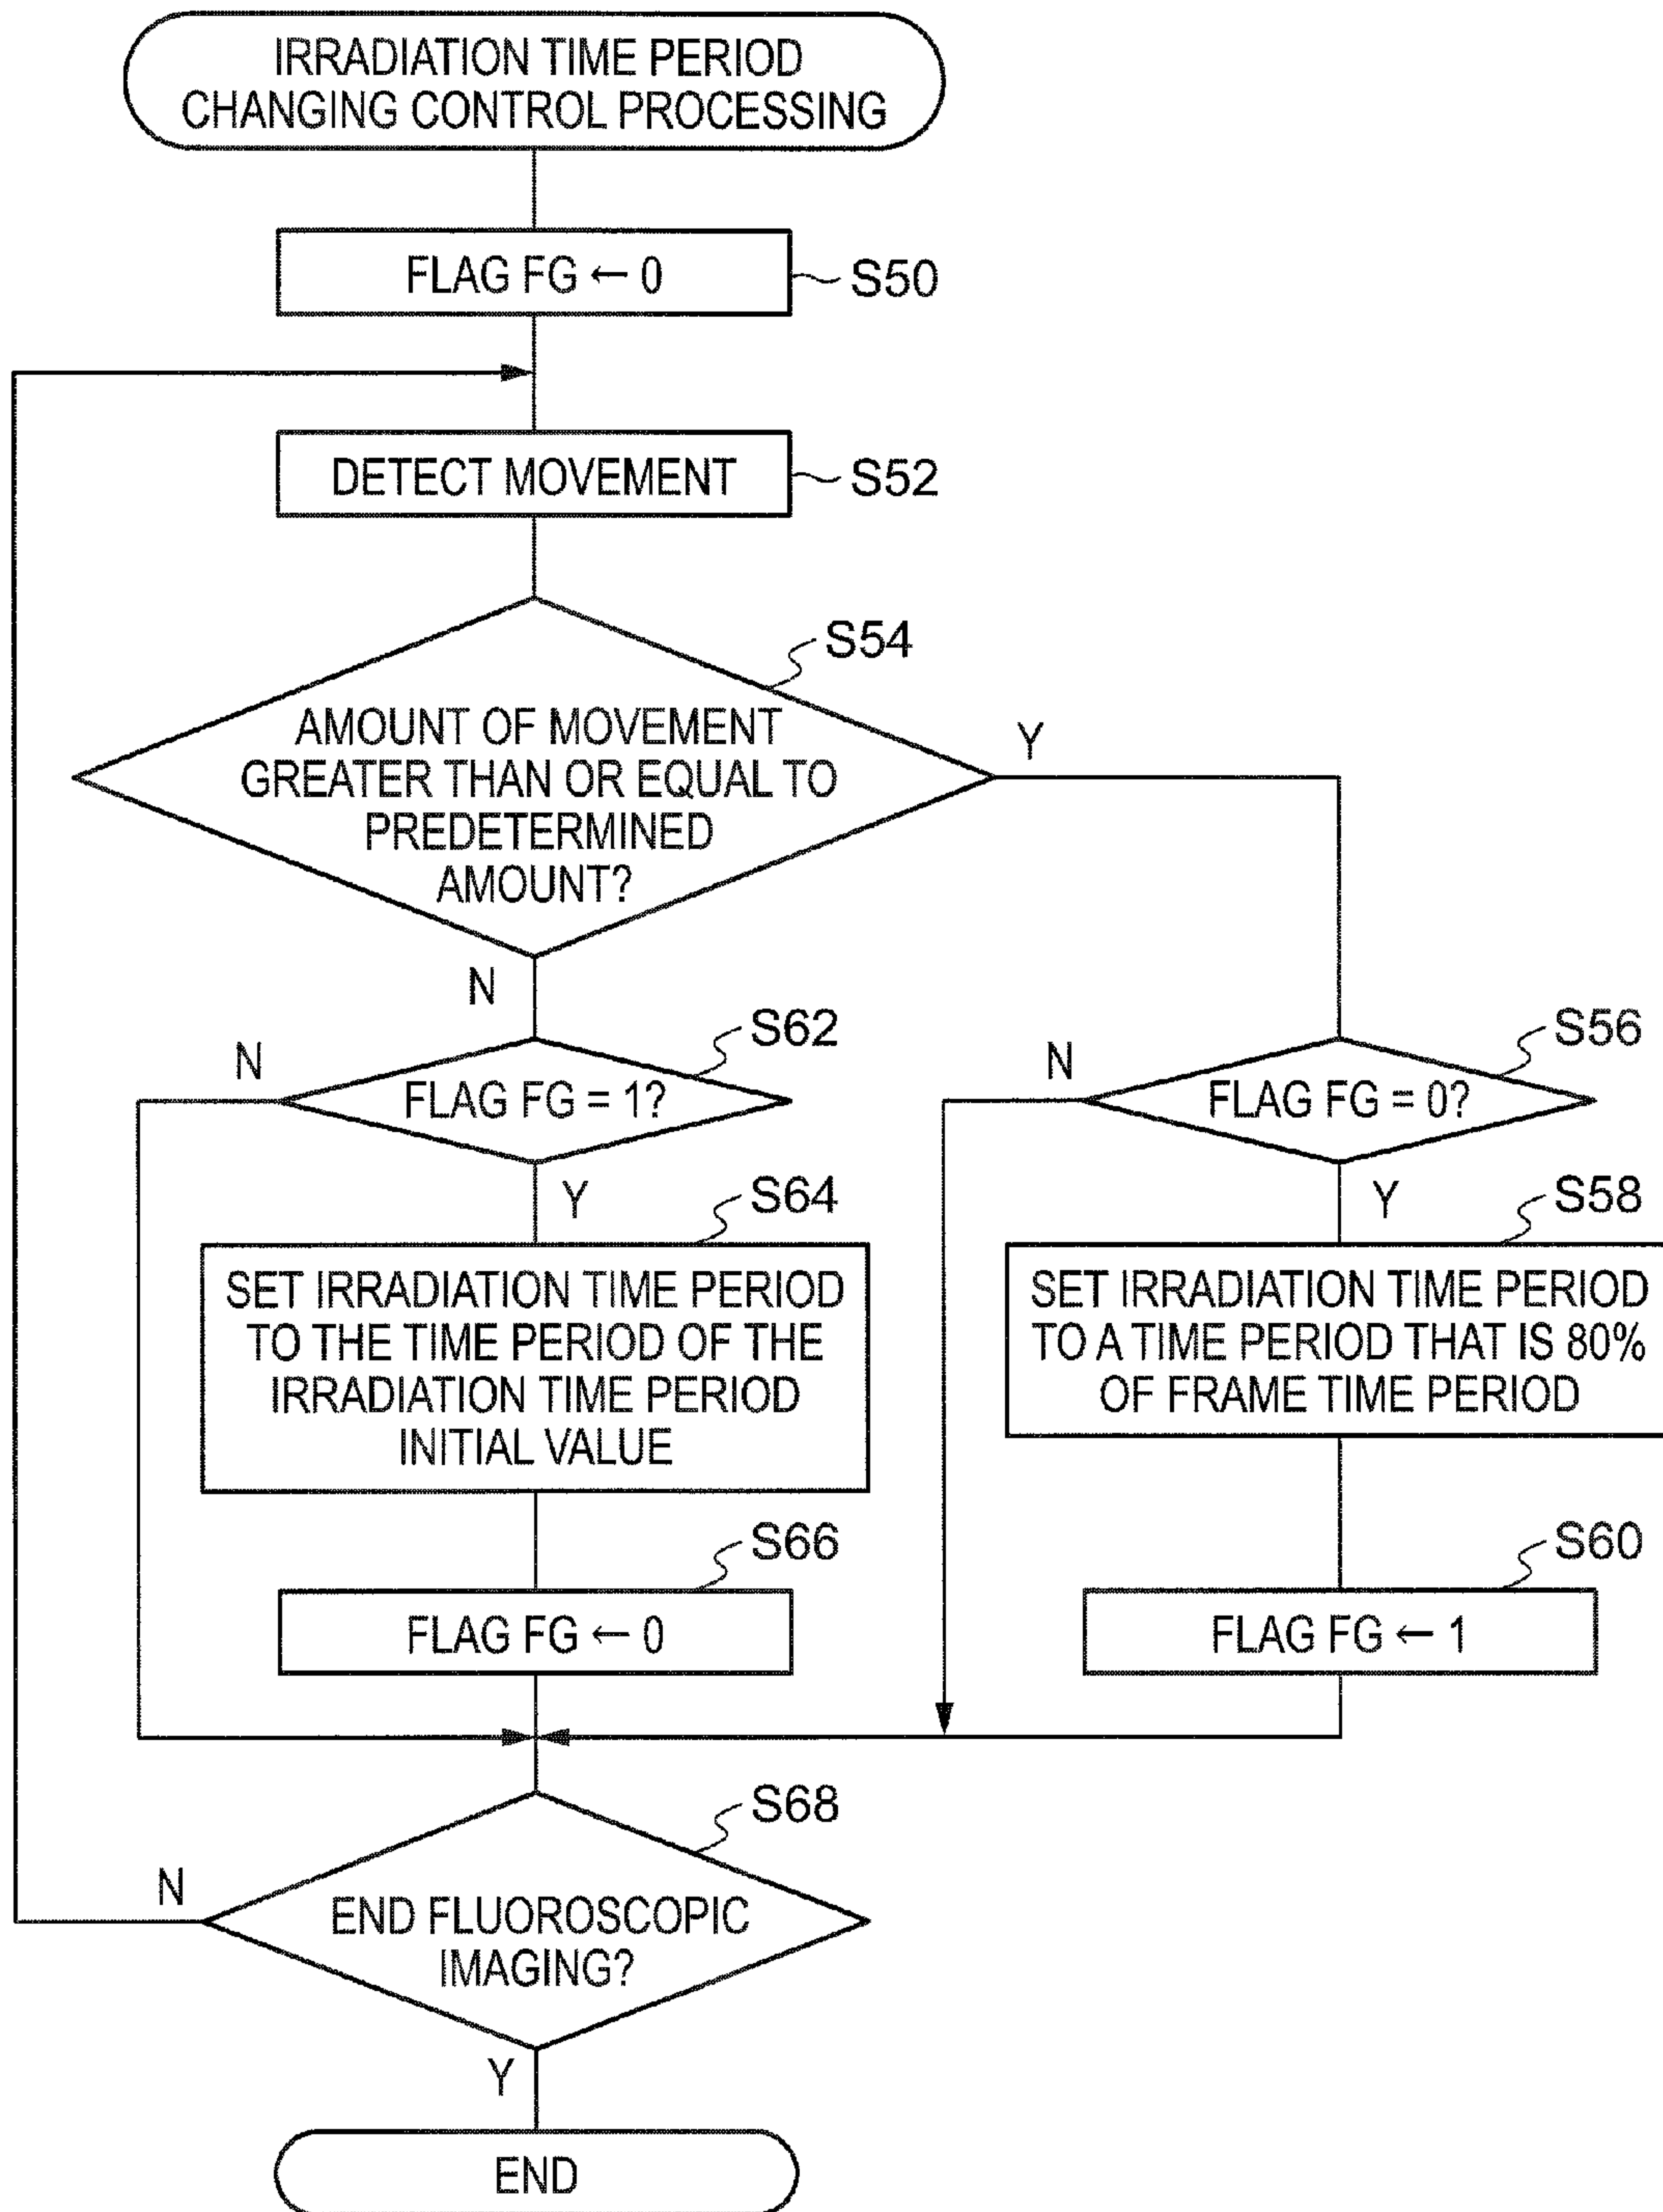 IRRADIATION TIME PERIOD
CHANGING CONTROL PROCESSING
FLAG FG ← 0
S50
DETECT MOVEMENT
S52
S54
AMOUNT OF MOVEMENT
GREATER THAN OR EQUAL TO
PREDETERMINED
AMOUNT?
Y
N
S62
N
FLAG FG = 1?
Y
S56
N
FLAG FG = 0?
Y
S64
SET IRRADIATION TIME PERIOD
TO THE TIME PERIOD OF THE
IRRADIATION TIME PERIOD
INITIAL VALUE
S58
SET IRRADIATION TIME PERIOD
TO A TIME PERIOD THAT IS 80%
OF FRAME TIME PERIOD
S66
FLAG FG ← 0
S60
FLAG FG ← 1
S68
N
END FLUOROSCOPIC
IMAGING?
Y
END